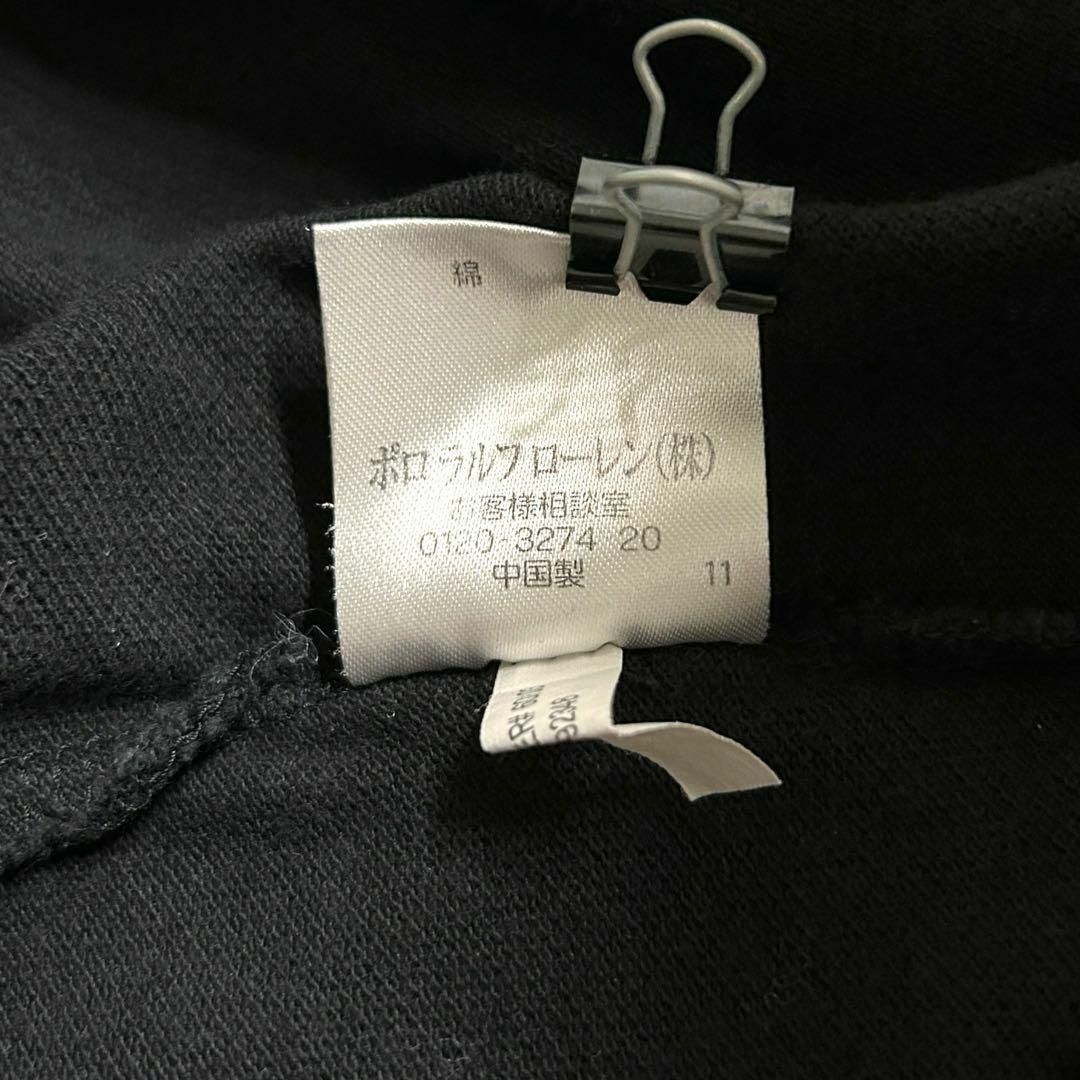 綿
ポロ ラルフ ローレン(株)
お客様相談室
0120-3274 20
中国製 11
92348